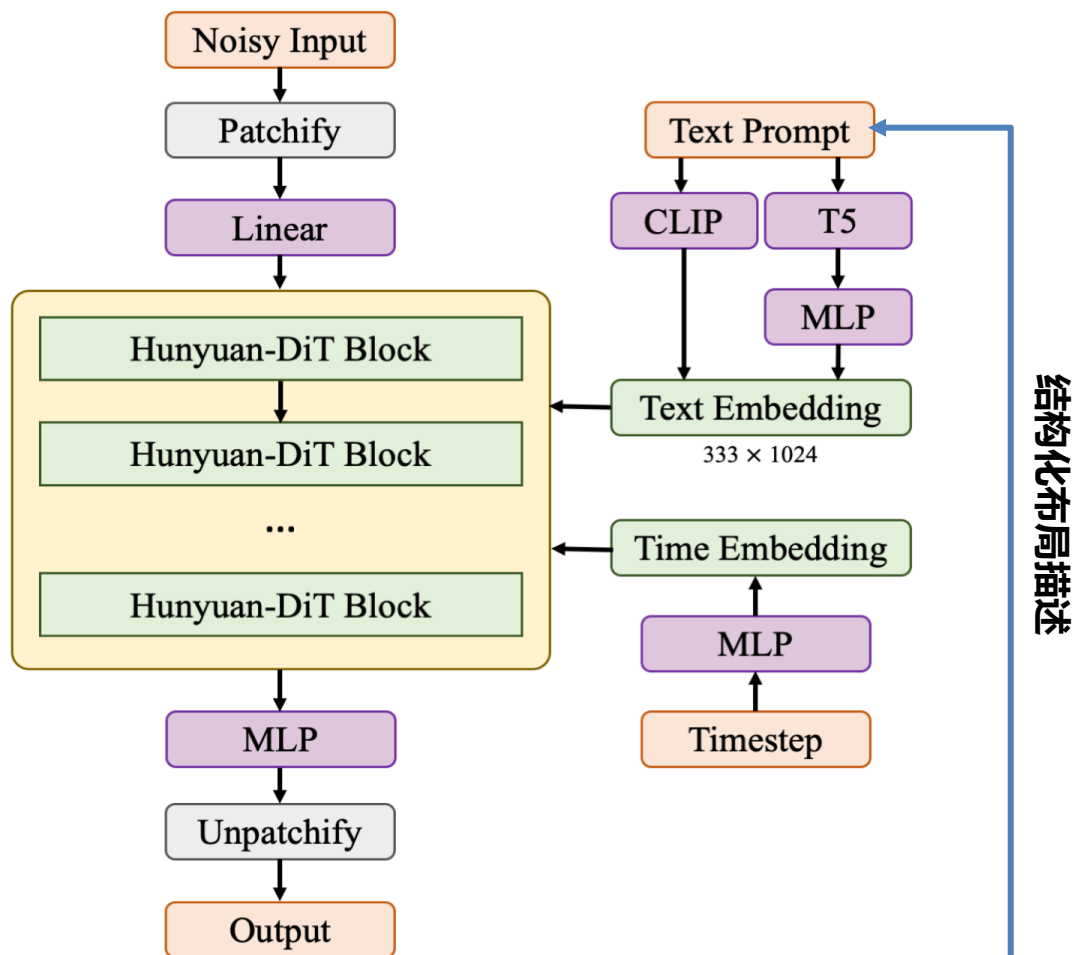 Noisy Input
Patchify
Linear
Hunyuan-DiT Block
Hunyuan-DiT Block
...
Hunyuan-DiT Block
MLP
Unpatchify
Output
Text Prompt
CLIP
T5
MLP
Text Embedding
333 × 1024
Time Embedding
MLP
Timestep
结构化布局描述